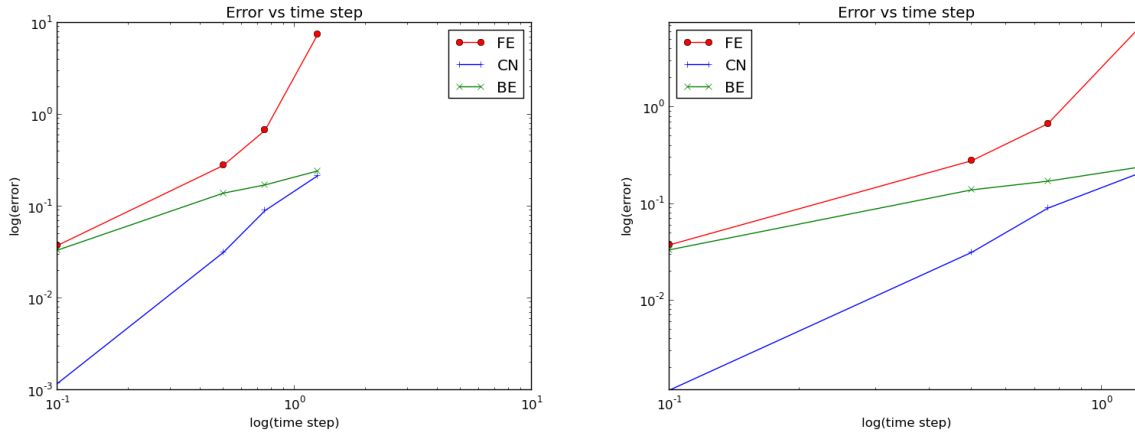 Error vs time step
10^1
10^0
10^-1
10^-2
10^-3
log(error)
FE
CN
BE
10^-1
10^0
10^1
log(time step)
Error vs time step
10^0
10^-1
10^-2
log(error)
FE
CN
BE
10^-1
10^0
log(time step)